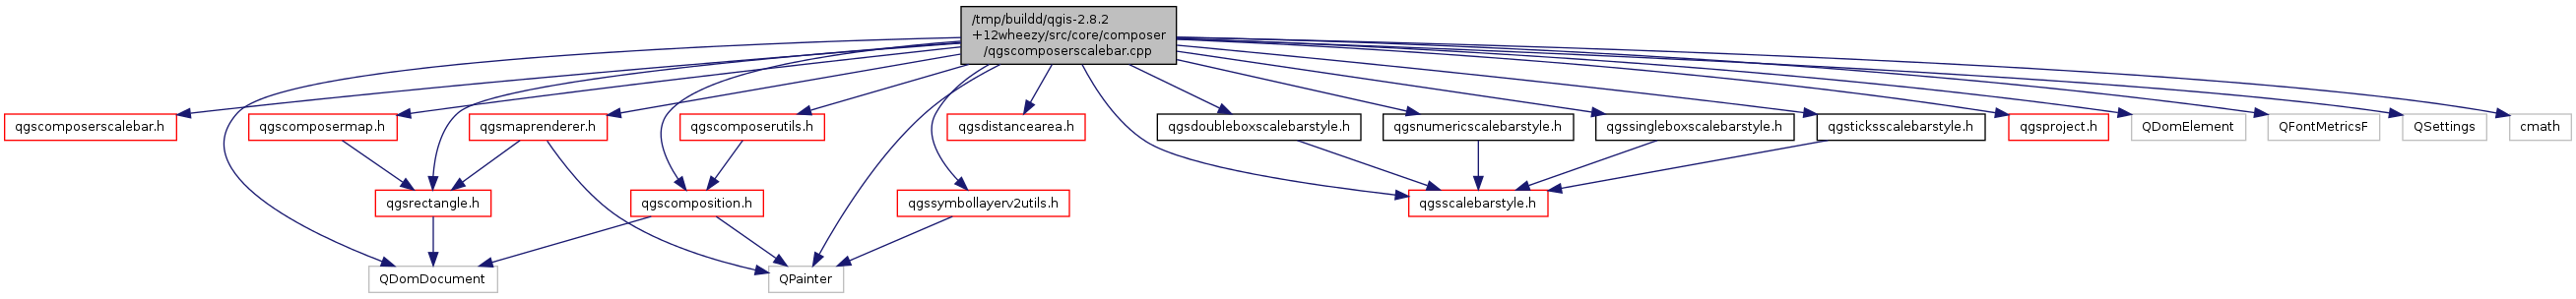 /tmp/buildd/qgis-2.8.2
+12wheezy/src/core/composer
/qgscomposerscalebar.cpp
qgscomposerscalebar.h
qgscomposermap.h
qgsmaprenderer.h
qgscomposerutils.h
qgsdistancearea.h
qgsdoubleboxscalebarstyle.h
qgsnumericscalebarstyle.h
qgssingleboxscalebarstyle.h
qgsticksscalebarstyle.h
qgsproject.h
QDomElement
QFontMetricsF
QSettings
cmath
qgsrectangle.h
qgscomposition.h
qgssymbollayerv2utils.h
qgsscalebarstyle.h
QDomDocument
QPainter